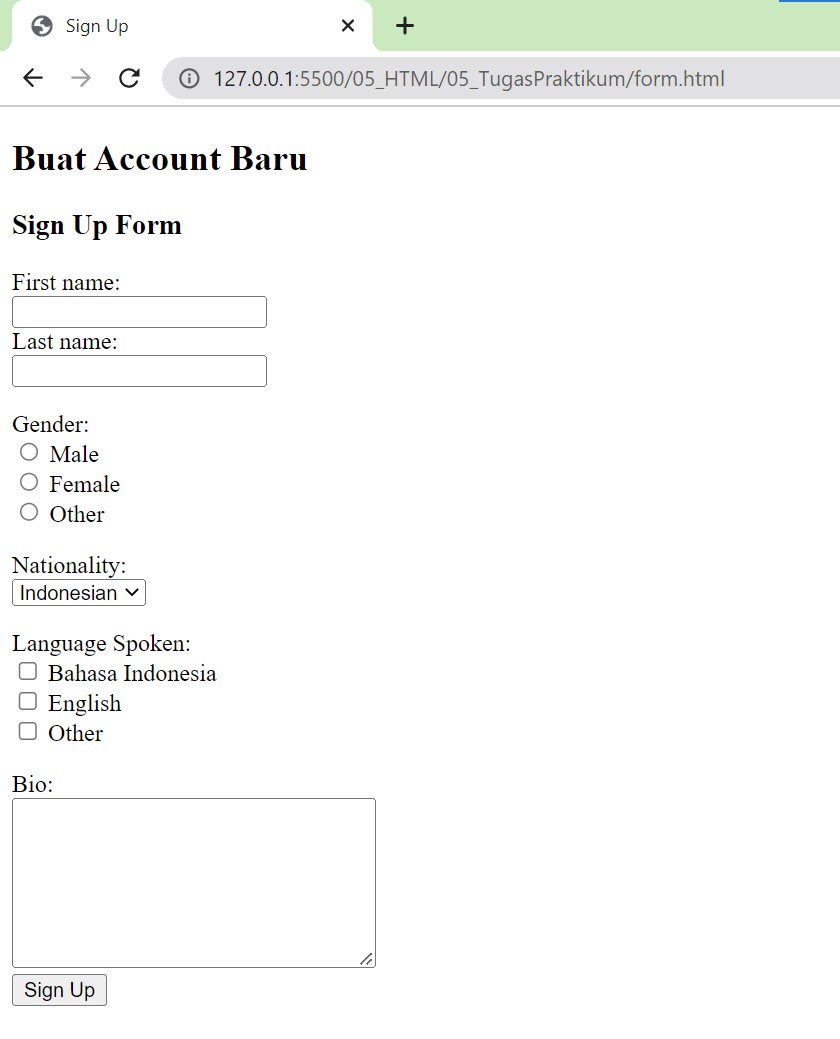 Sign Up
127.0.0.1:5500/05_HTML/05_TugasPraktikum/form.html
Buat Account Baru
Sign Up Form
First name:
Last name:
Gender:
Male
Female
Other
Nationality:
Indonesian
Language Spoken:
Bahasa Indonesia
English
Other
Bio:
Sign Up